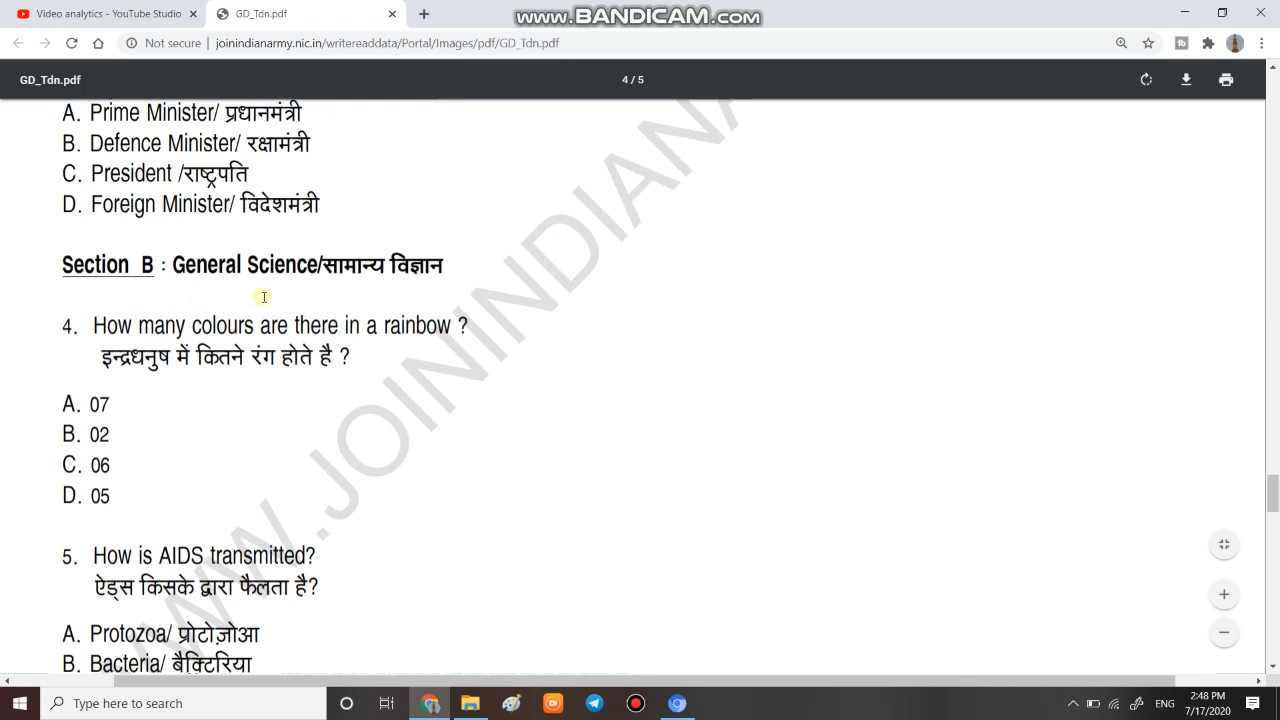 Video analytics - YouTube Studio
GD_Tdn.pdf
www.BANDICAM.com
Not secure
joinindianarmy.nic.in/writereaddata/Portal/Images/pdf/GD_Tdn.pdf
GD_Tdn.pdf
4 / 5
A. Prime Minister/ प्रधानमंत्री
B. Defence Minister/ रक्षामंत्री
C. President /राष्ट्रपति
D. Foreign Minister/ विदेशमंत्री
Section B : General Science/सामान्य विज्ञान
4. How many colours are there in a rainbow ?
इन्द्रधनुष में कितने रंग होते है ?
A. 07
B. 02
C. 06
D. 05
5. How is AIDS transmitted?
ऐड्स किसके द्वारा फैलता है?
A. Protozoa/ प्रोटोज़ोआ
B. Bacteria/ बैक्टिरिया
WW.JOININDIANA
Type here to search
ENG
2:48 PM
7/17/2020